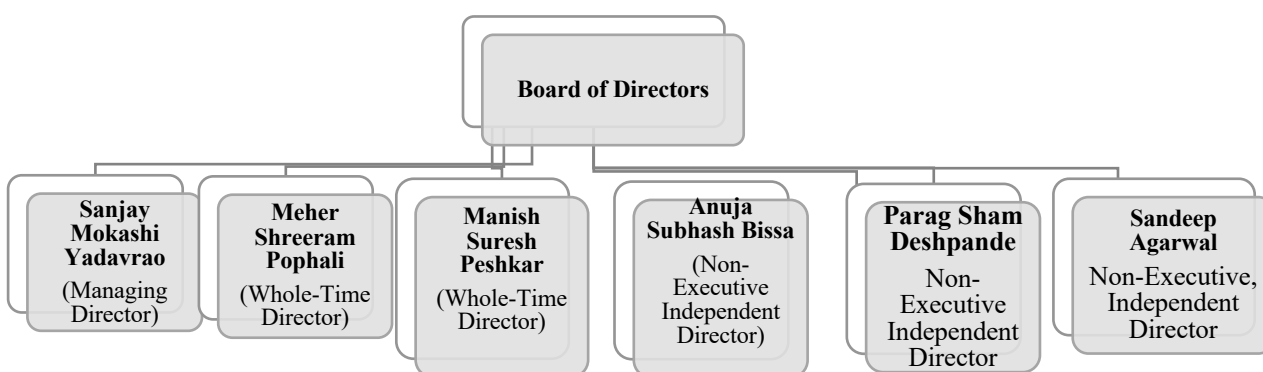 Board of Directors
Sanjay
Mokashi
Yadavrao
(Managing
Director)
Meher
Shreeram
Pophali
(Whole-Time
Director)
Manish
Suresh
Peshkar
(Whole-Time
Director)
Anuja
Subhash Bissa
(Non-
Executive
Independent
Director)
Parag Sham
Deshpande
Non-
Executive
Independent
Director
Sandeep
Agarwal
Non-Executive,
Independent
Director